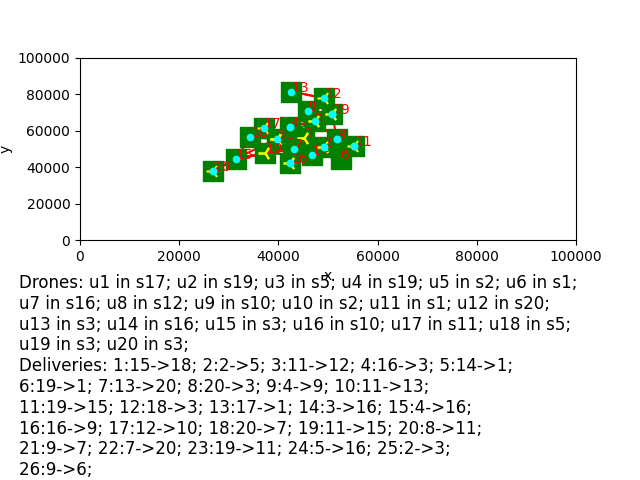 100000
80000
60000
40000
20000
0
y
0 20000 40000 60000 80000 100000
x
Drones: u1 in s17; u2 in s19; u3 in s5; u4 in s19; u5 in s2; u6 in s1;
u7 in s16; u8 in s12; u9 in s10; u10 in s2; u11 in s1; u12 in s20;
u13 in s3; u14 in s16; u15 in s3; u16 in s10; u17 in s11; u18 in s5;
u19 in s3; u20 in s3;
Deliveries: 1:15->18; 2:2->5; 3:11->12; 4:16->3; 5:14->1;
6:19->1; 7:13->20; 8:20->3; 9:4->9; 10:11->13;
11:19->15; 12:18->3; 13:17->1; 14:3->16; 15:4->16;
16:16->9; 17:12->10; 18:20->7; 19:11->15; 20:8->11;
21:9->7; 22:7->20; 23:19->11; 24:5->16; 25:2->3;
26:9->6;